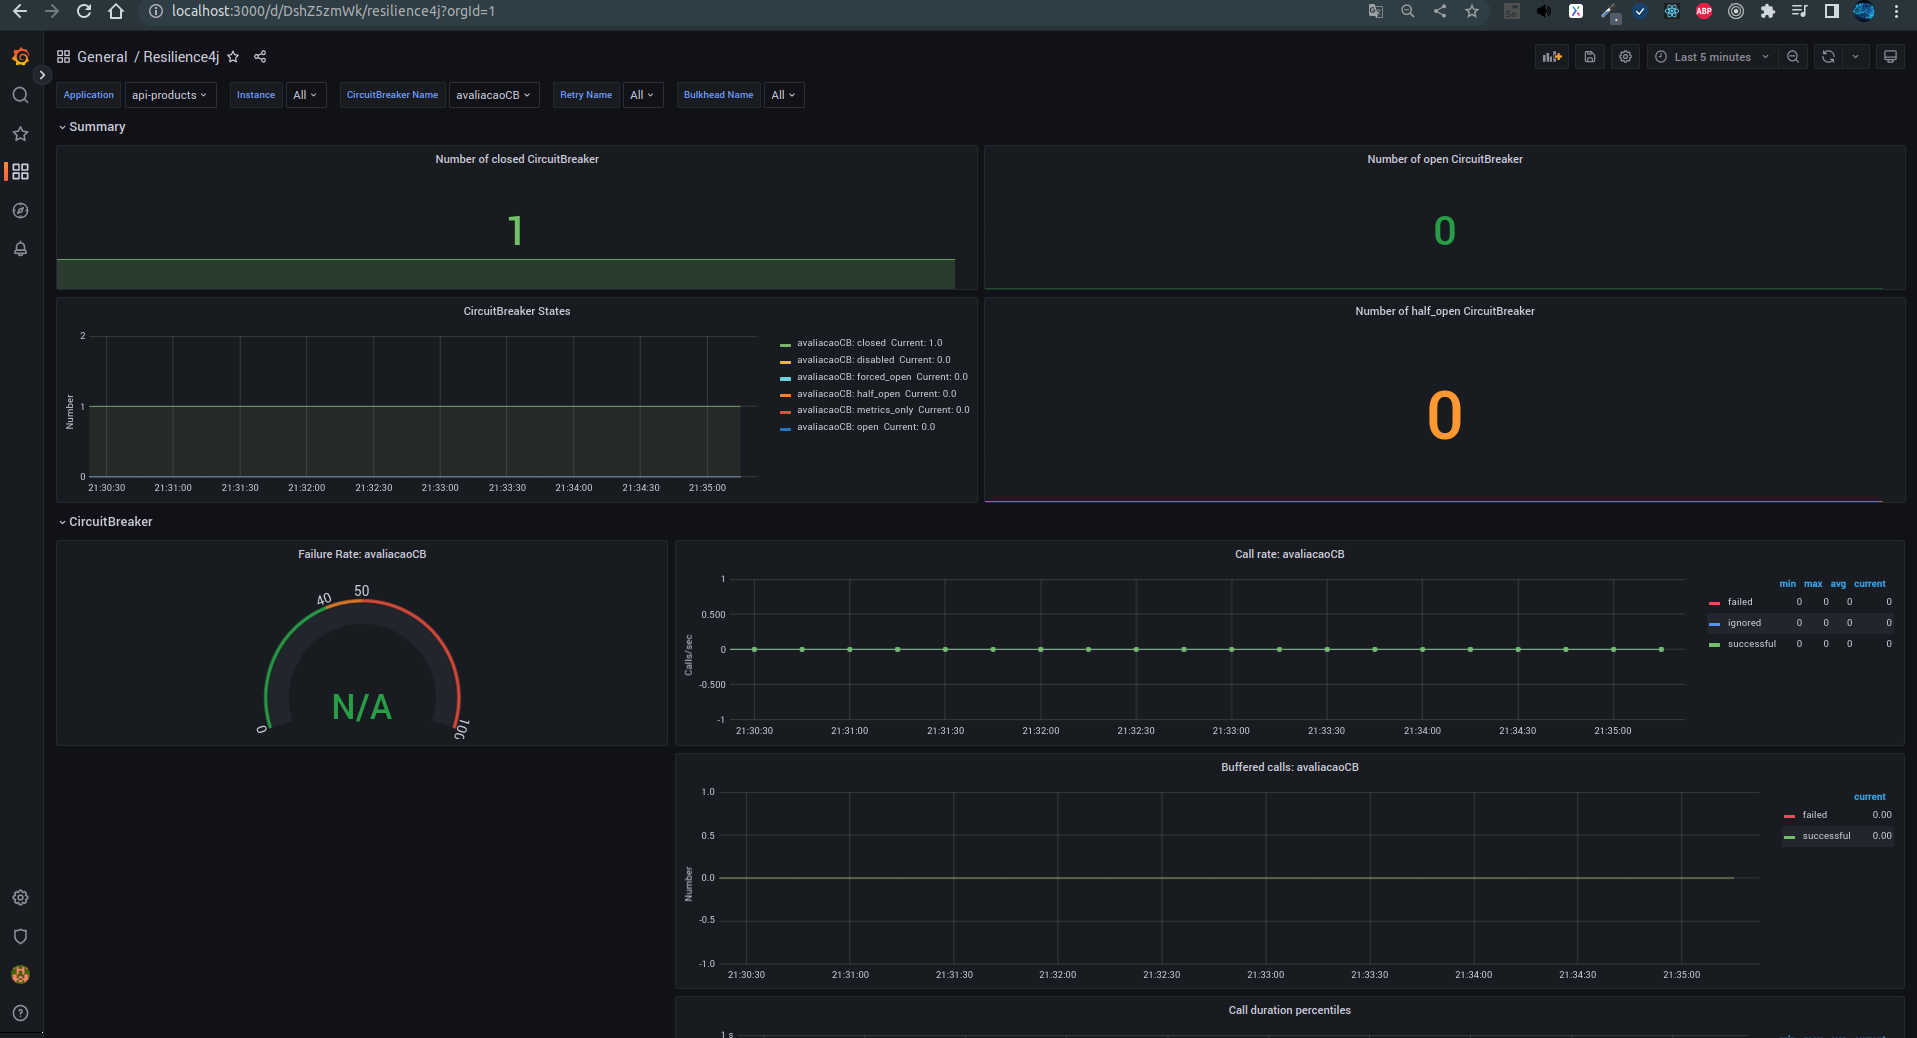 localhost:3000/d/DshZ5zmWk/resilience4j?orgId=1
ABP
General / Resilience4j
Last 5 minutes
Application api-products Instance All CircuitBreaker Name avaliacaoCB Retry Name All Bulkhead Name All
Summary
Number of closed CircuitBreaker
1
Number of open CircuitBreaker
0
CircuitBreaker States
2
1
0
Number
21:30:30 21:31:00 21:31:30 21:32:00 21:32:30 21:33:00 21:33:30 21:34:00 21:34:30 21:35:00
avaliacaoCB: closed Current: 1.0
avaliacaoCB: disabled Current: 0.0
avaliacaoCB: forced_open Current: 0.0
avaliacaoCB: half_open Current: 0.0
avaliacaoCB: metrics_only Current: 0.0
avaliacaoCB: open Current: 0.0
Number of half_open CircuitBreaker
0
CircuitBreaker
Failure Rate: avaliacaoCB
0
40
50
100
N/A
Call rate: avaliacaoCB
1
0.500
0
-0.500
-1
Calls/sec
21:30:30 21:31:00 21:31:30 21:32:00 21:32:30 21:33:00 21:33:30 21:34:00 21:34:30 21:35:00
min max avg current
failed 0 0 0 0
ignored 0 0 0 0
successful 0 0 0 0
Buffered calls: avaliacaoCB
1.0
0.5
0.0
-0.5
-1.0
Number
21:30:30 21:31:00 21:31:30 21:32:00 21:32:30 21:33:00 21:33:30 21:34:00 21:34:30 21:35:00
current
failed 0.00
successful 0.00
Call duration percentiles
1 s